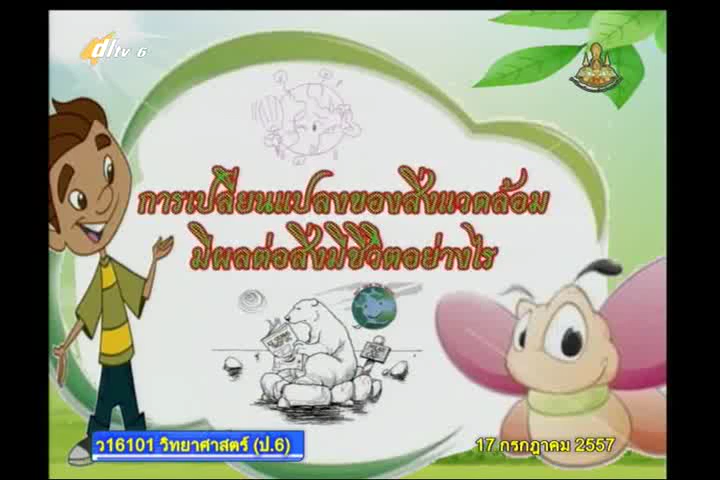 dltv 6
การเปลี่ยนแปลงของสิ่งแวดล้อม
มีผลต่อสิ่งมีชีวิตอย่างไร
ว16101 วิทยาศาสตร์ (ป.6)
17 กรกฎาคม 2557